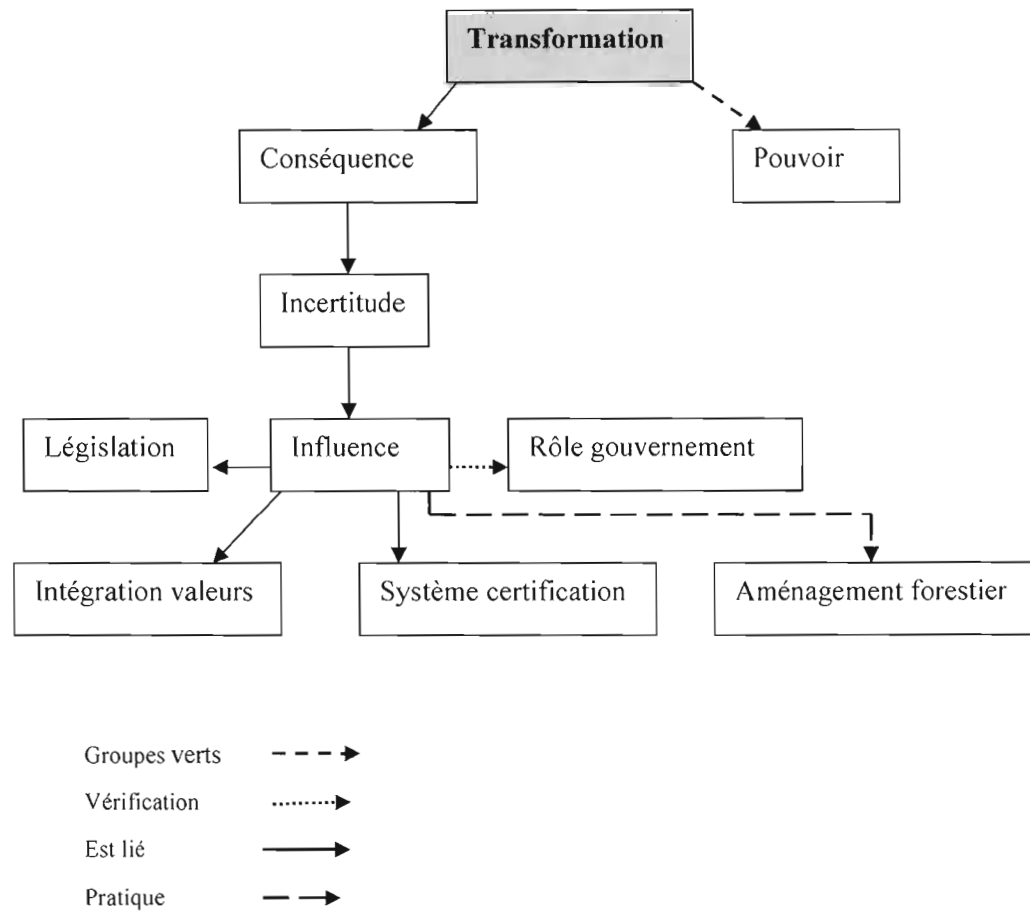 Transformation
Conséquence
Pouvoir
Incertitude
Législation
Influence
Rôle gouvernement
Intégration valeurs
Système certification
Aménagement forestier
Groupes verts
Vérification
Est lié
Pratique